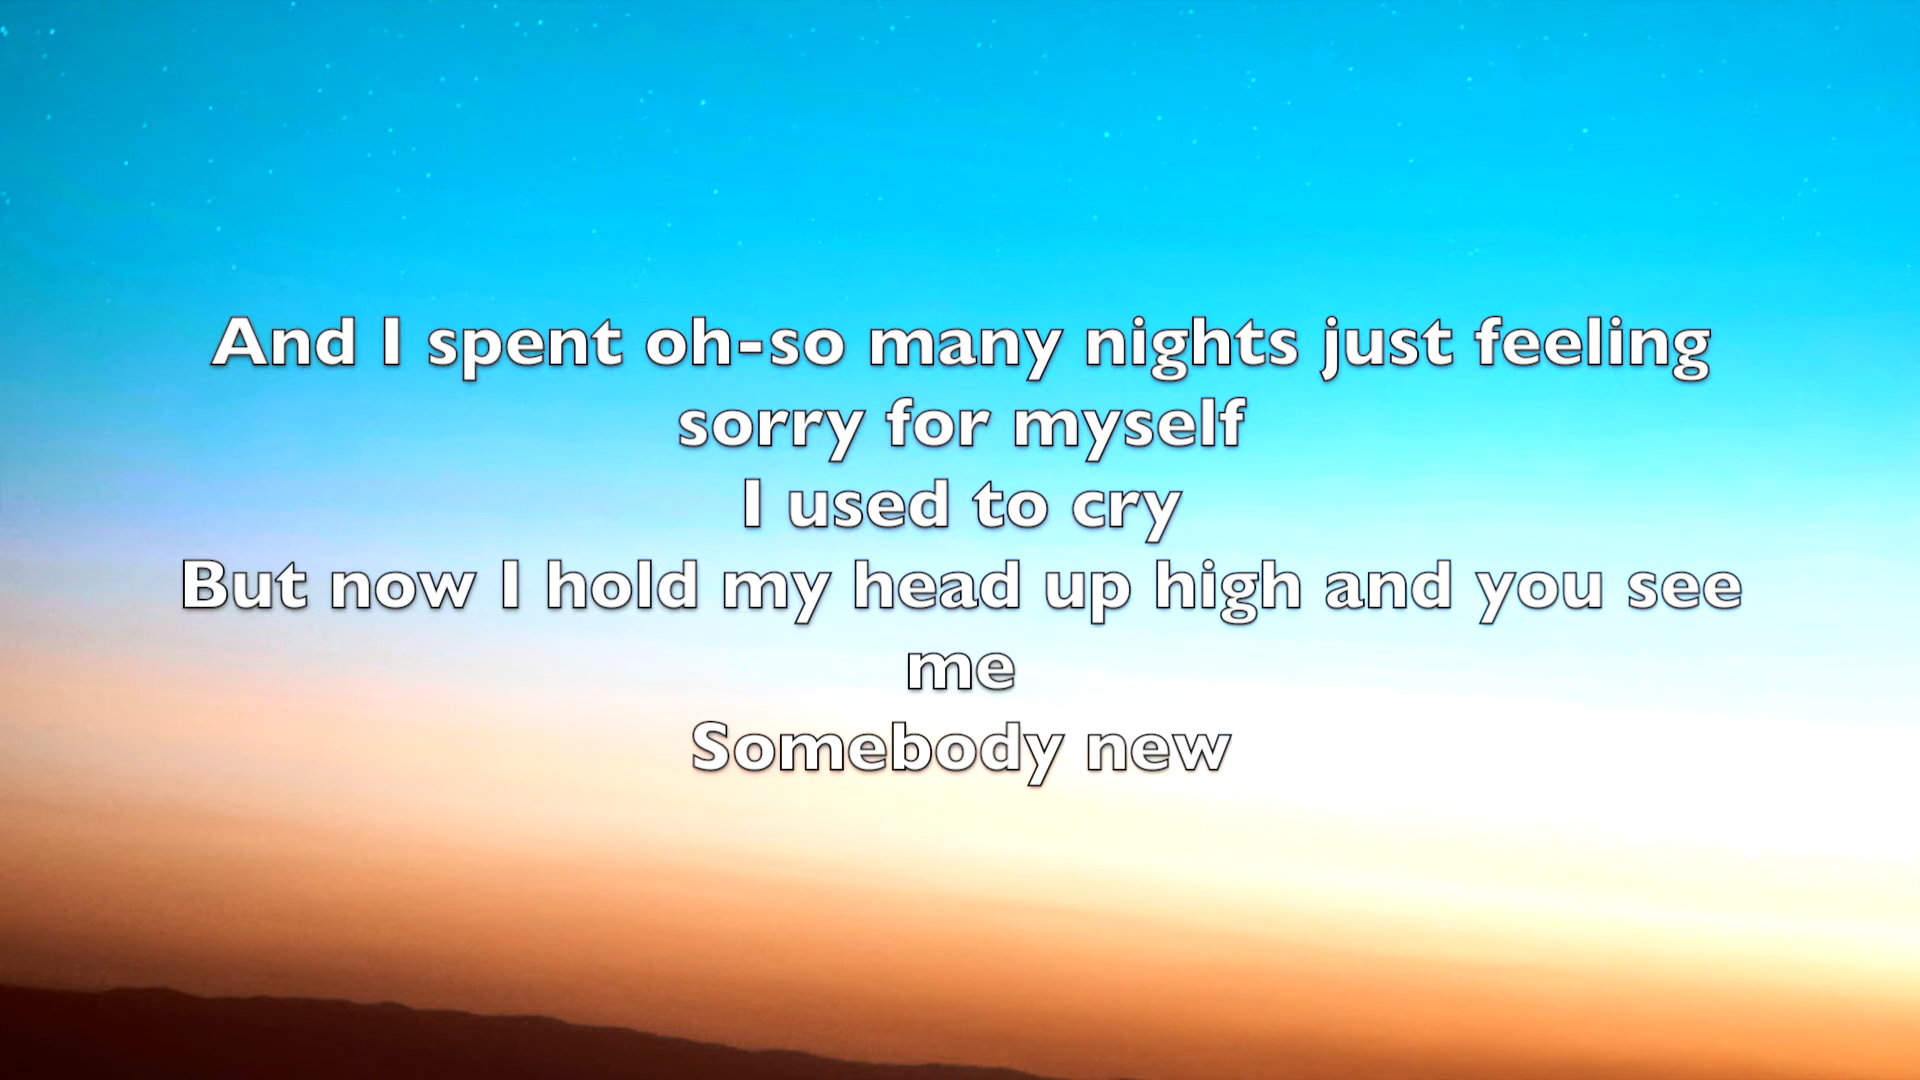 And I spent oh-so many nights just feeling
sorry for myself
I used to cry
But now I hold my head up high and you see
me
Somebody new